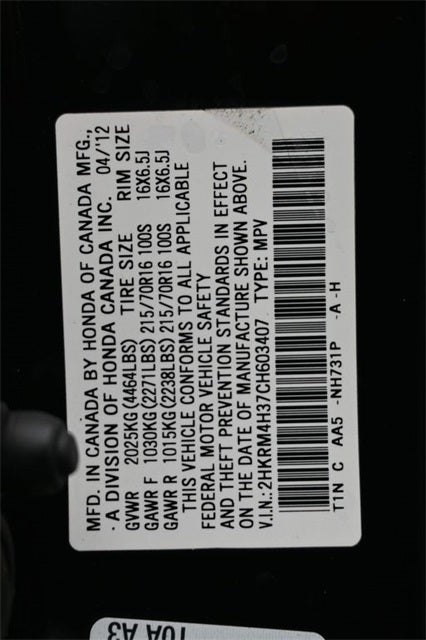 MFD. IN CANADA BY HONDA OF CANADA MFG.,
A DIVISION OF HONDA CANADA INC. 04/'12
GVWR 2025KG(4464LBS) TIRE SIZE RIM SIZE
GAWR F 1030KG(2271LBS)215/70R16 100S 16X6.5J
GAWR R 1015KG(2238LBS)215/70R16 100S 16X6.5J
THIS VEHICLE CONFORMS TO ALL APPLICABLE
FEDERAL MOTOR VEHICLE SAFETY
AND THEFT PREVENTION STANDARDS IN EFFECT
ON THE DATE OF MANUFACTURE SHOWN ABOVE.
V.I.N.:2HKRM4H37CH603407 TYPE: MPV
T1N C AA5 -NH731P -A -H
T0A A3